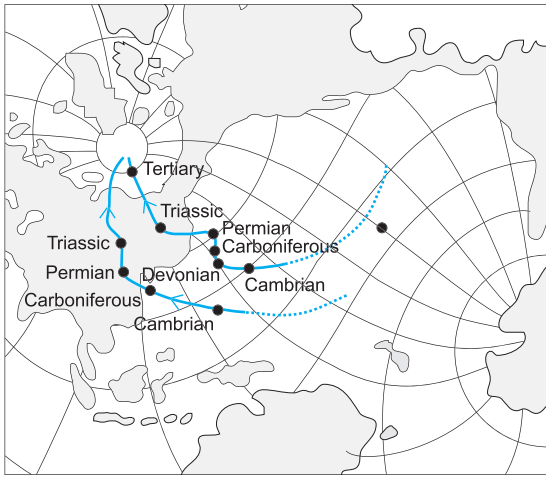 Tertiary
Triassic
Permian
Triassic
Carboniferous
Permian
Devonian
Cambrian
Carboniferous
Cambrian